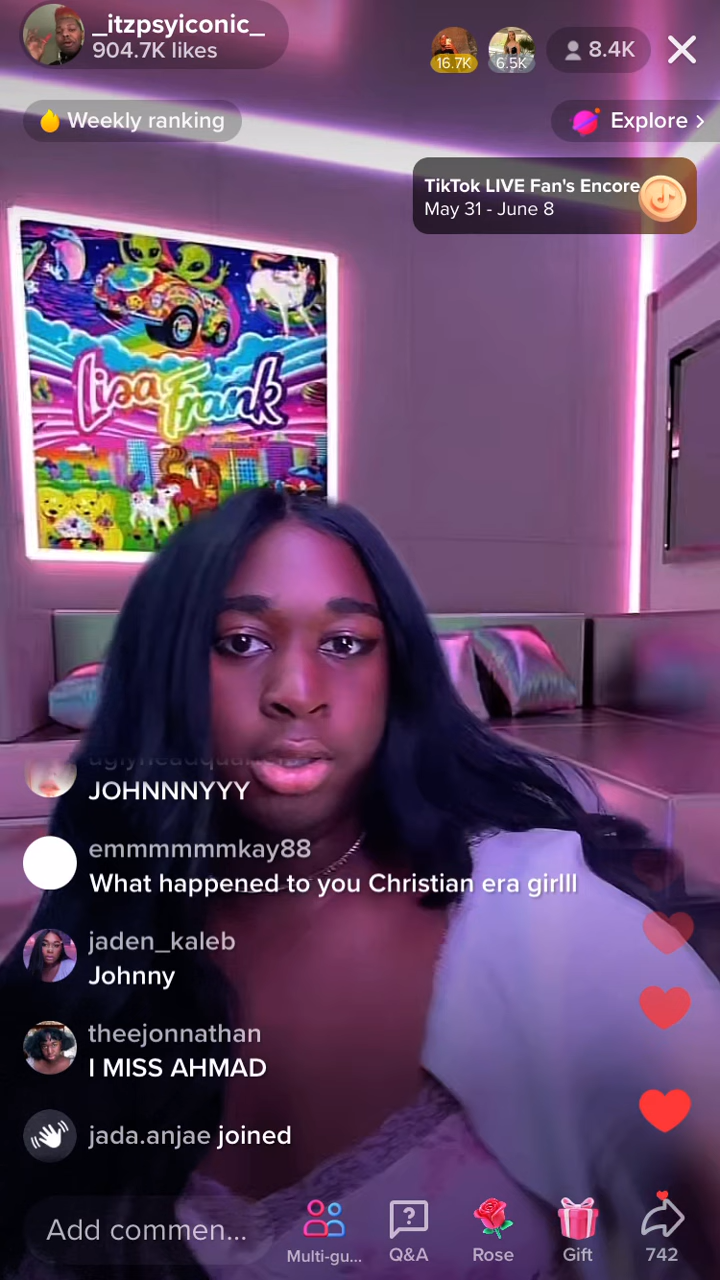 _itzpsyiconic_
904.7K likes
16.7K
6.5K
8.4K
Weekly ranking
Explore
TikTok LIVE Fan's Encore
May 31 - June 8
Lisa Frank
JOHNNNYYY
emmmmmmkay88
What happened to you Christian era girlll
jaden_kaleb
Johnny
theejonnathan
I MISS AHMAD
jada.anjae joined
Add commen...
Multi-gu...
Q&A
Rose
Gift
742